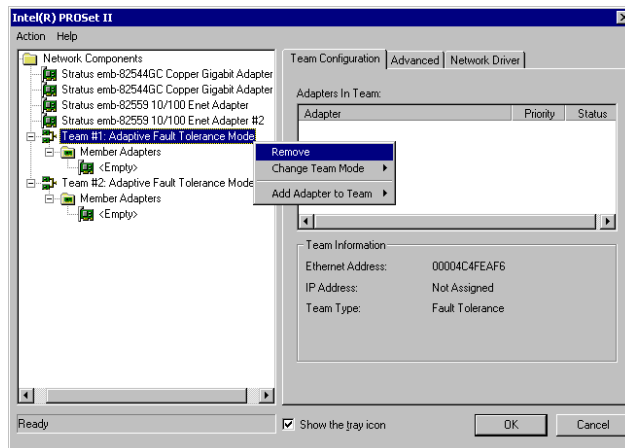 Intel(R) PROSet II
Action Help
Network Components
Stratus emb-82544GC Copper Gigabit Adapter
Stratus emb-82544GC Copper Gigabit Adapter
Stratus emb-82559 10/100 Enet Adapter
Stratus emb-82559 10/100 Enet Adapter #2
Team #1: Adaptive Fault Tolerance Mode
Member Adapters
<Empty>
Team #2: Adaptive Fault Tolerance Mode
Member Adapters
<Empty>
Remove
Change Team Mode
Add Adapter to Team
Team Configuration Advanced Network Driver
Adapters In Team:
Adapter Priority Status
Team Information
Ethernet Address: 00004C4FEAF6
IP Address: Not Assigned
Team Type: Fault Tolerance
Ready
Show the tray icon
OK Cancel